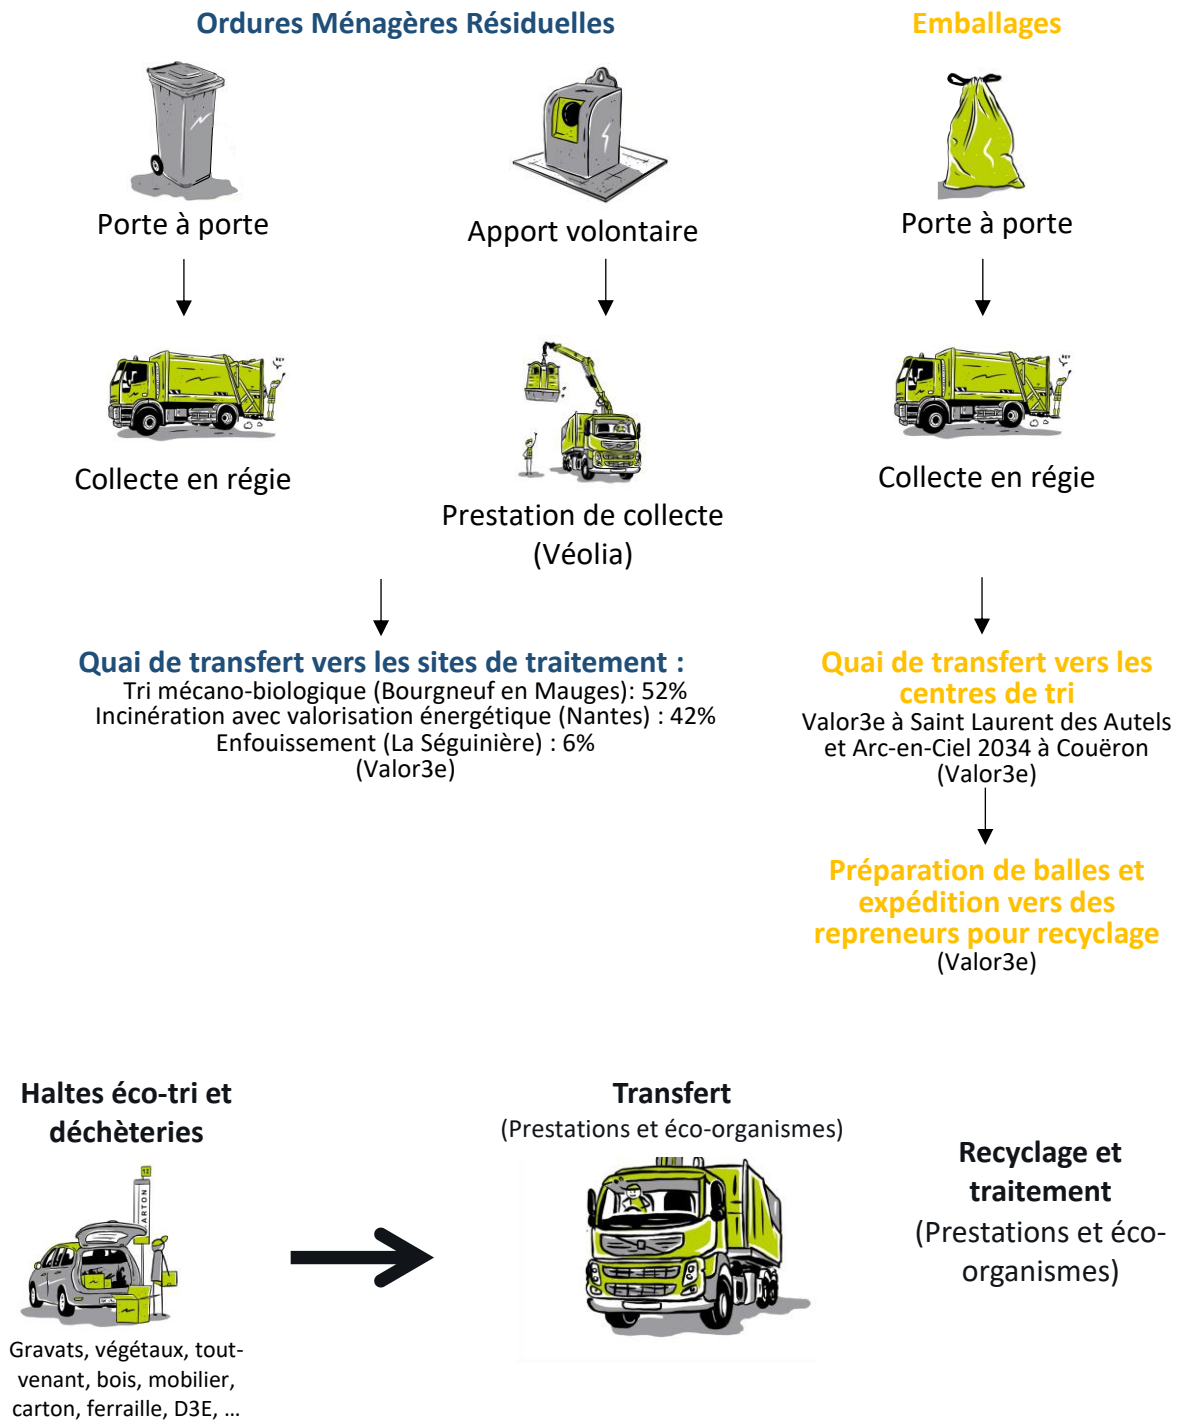 Ordures Ménagères Résiduelles
Emballages
Porte à porte
Apport volontaire
Porte à porte
Collecte en régie
Prestation de collecte
(Véolia)
Collecte en régie
Quai de transfert vers les sites de traitement :
Tri mécano-biologique (Bourgneuf en Mauges): 52%
Incinération avec valorisation énergétique (Nantes) : 42%
Enfouissement (La Séguinière) : 6%
(Valor3e)
Quai de transfert vers les
centres de tri
Valor3e à Saint Laurent des Autels
et Arc-en-Ciel 2034 à Couëron
(Valor3e)
Préparation de balles et
expédition vers des
repreneurs pour recyclage
(Valor3e)
Haltes éco-tri et
déchèteries
12
ARTON
Gravats, végétaux, tout-
venant, bois, mobilier,
carton, ferraille, D3E, ...
Transfert
(Prestations et éco-organismes)
Recyclage et
traitement
(Prestations et éco-
organismes)